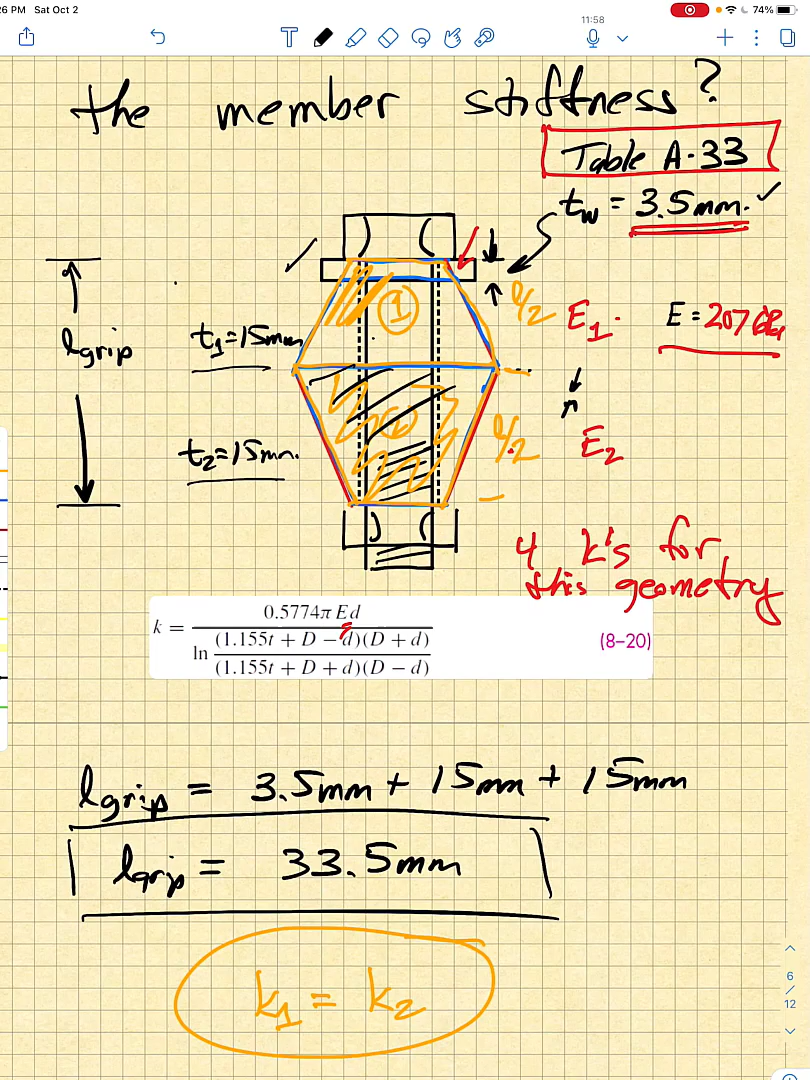 26 PM Sat Oct 2
74%
11:58
T
the member stiffness?
Table A-33
tw = 3.5mm.
l/2
E1. E = 207 GPa
lgrip
t1=15mm
1
t2=15mm.
l/2
E2
4 k's for
this geometry
k = 0.5774π Ed / ln (1.155t + D − d)(D + d) / (1.155t + D + d)(D − d)
(8–20)
lgrip = 3.5mm + 15mm + 15mm
lgrip = 33.5mm
k1 = k2
6
/
12